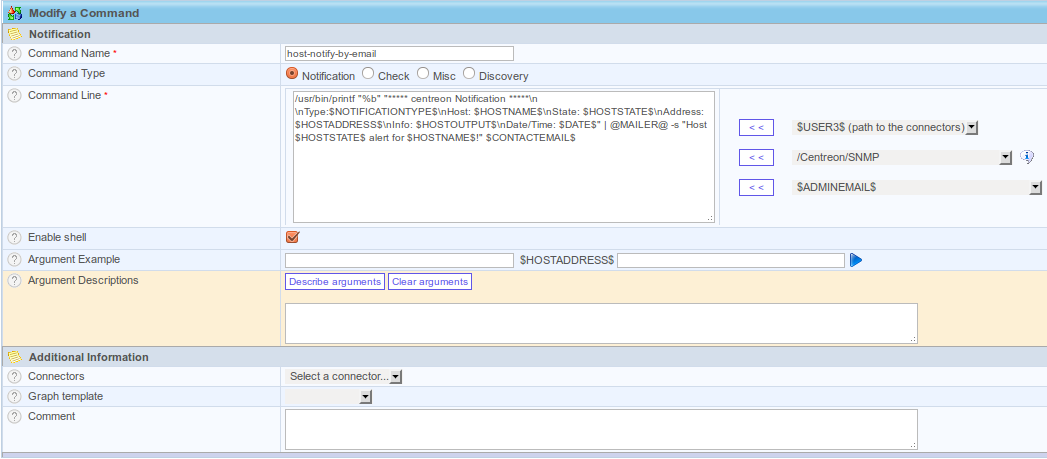 Modify a Command
Notification
Command Name *
host-notify-by-email
Command Type
Notification Check Misc Discovery
Command Line *
/usr/bin/printf "%b" "***** centreon Notification *****\n
\nType:$NOTIFICATIONTYPE$\nHost: $HOSTNAME$\nState: $HOSTSTATE$\nAddress:
$HOSTADDRESS$\nInfo: $HOSTOUTPUT$\nDate/Time: $DATE$" | @MAILER@ -s "Host
$HOSTSTATE$ alert for $HOSTNAME$!" $CONTACTEMAIL$
< < $USER3$ (path to the connectors)
< < /Centreon/SNMP
< < $ADMINEMAIL$
Enable shell
Argument Example $HOSTADDRESS$
Argument Descriptions
Describe arguments Clear arguments
Additional Information
Connectors Select a connector...
Graph template
Comment